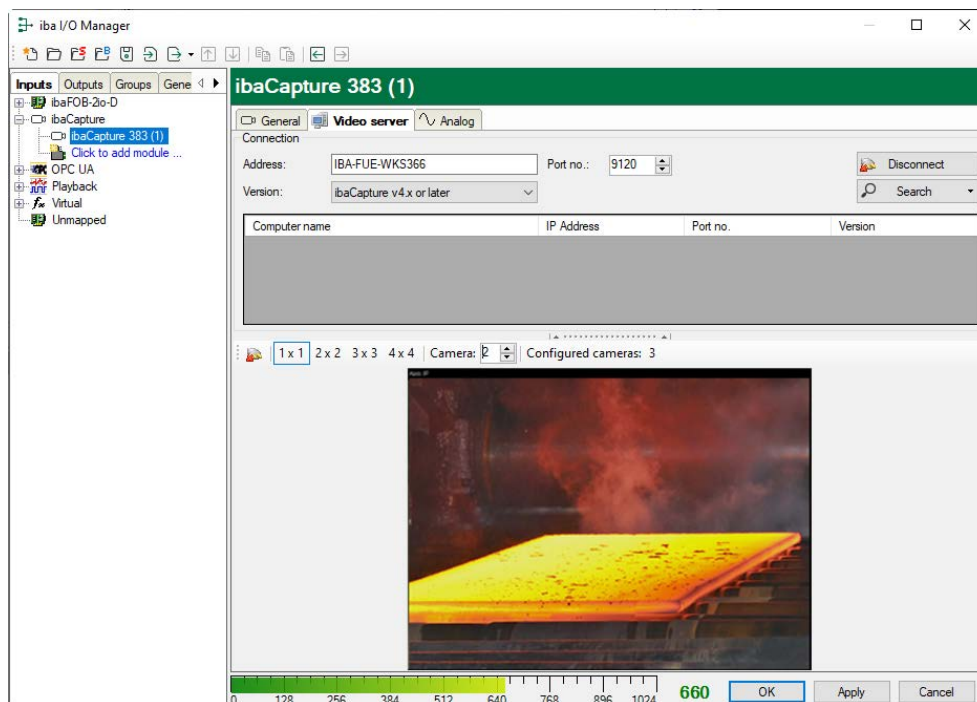 iba I/O Manager
Inputs Outputs Groups Gene
ibaFOB-2io-D
ibaCapture
ibaCapture 383 (1)
Click to add module ...
OPC UA
Playback
Virtual
Unmapped
ibaCapture 383 (1)
General Video server Analog
Connection
Address: IBA-FUE-WKS366 Port no.: 9120 Disconnect
Version: ibaCapture v4.x or later Search
Computer name IP Address Port no. Version
1 x 1 2 x 2 3 x 3 4 x 4 Camera: 2 Configured cameras: 3
0 128 256 384 512 640 768 896 1024 660 OK Apply Cancel